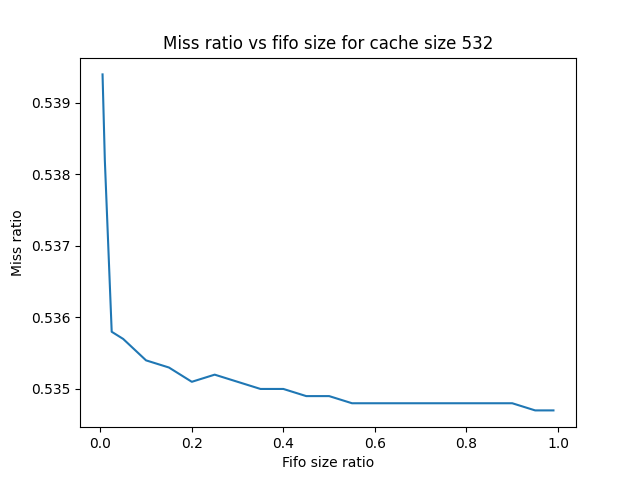 Miss ratio vs fifo size for cache size 532
0.539
0.538
0.537
0.536
0.535
Miss ratio
0.0 0.2 0.4 0.6 0.8 1.0
Fifo size ratio